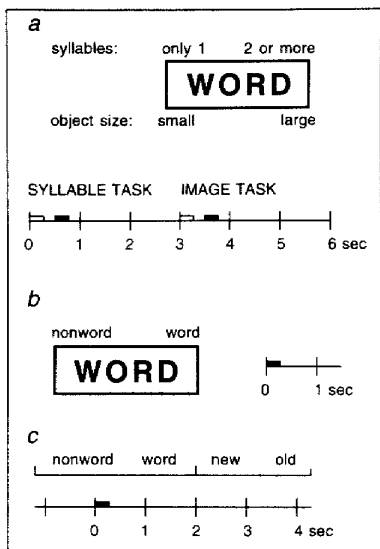 a
syllables: only 1 2 or more
WORD
object size: small large
SYLLABLE TASK IMAGE TASK
0 1 2 3 4 5 6 sec
b
nonword word
WORD
0 1 sec
c
nonword word new old
0 1 2 3 4 sec